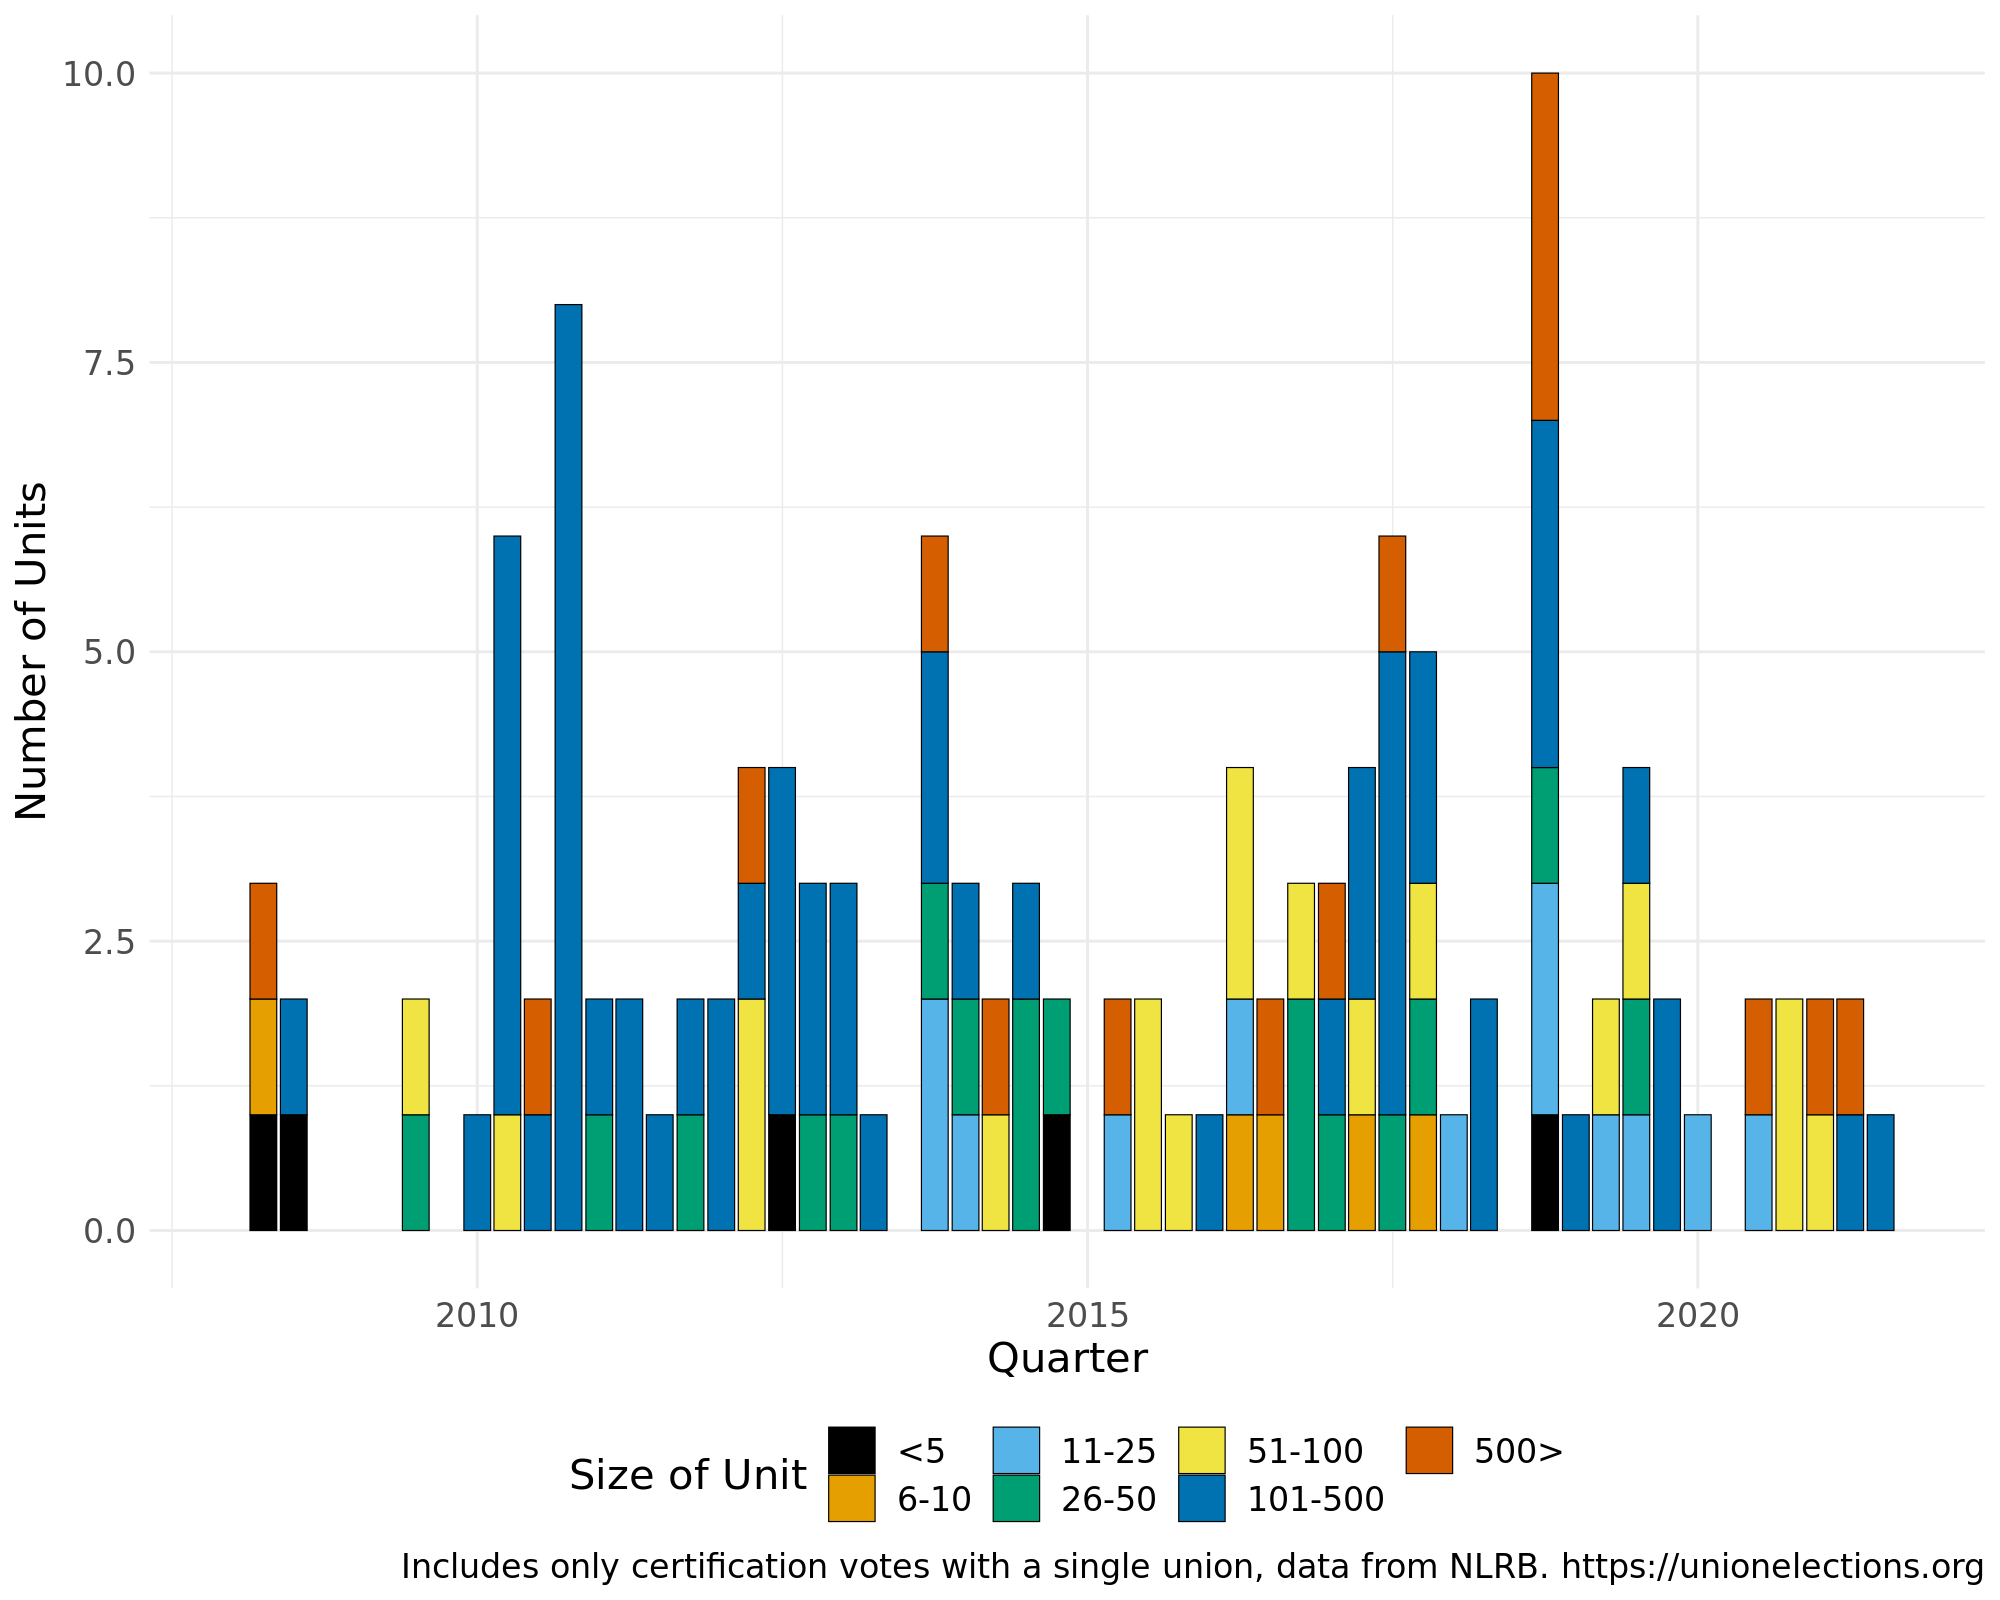 10.0
7.5
5.0
2.5
0.0
Number of Units
2010 2015 2020
Quarter
Size of Unit
<5 11-25 51-100 500>
6-10 26-50 101-500
Includes only certification votes with a single union, data from NLRB. https://unionelections.org